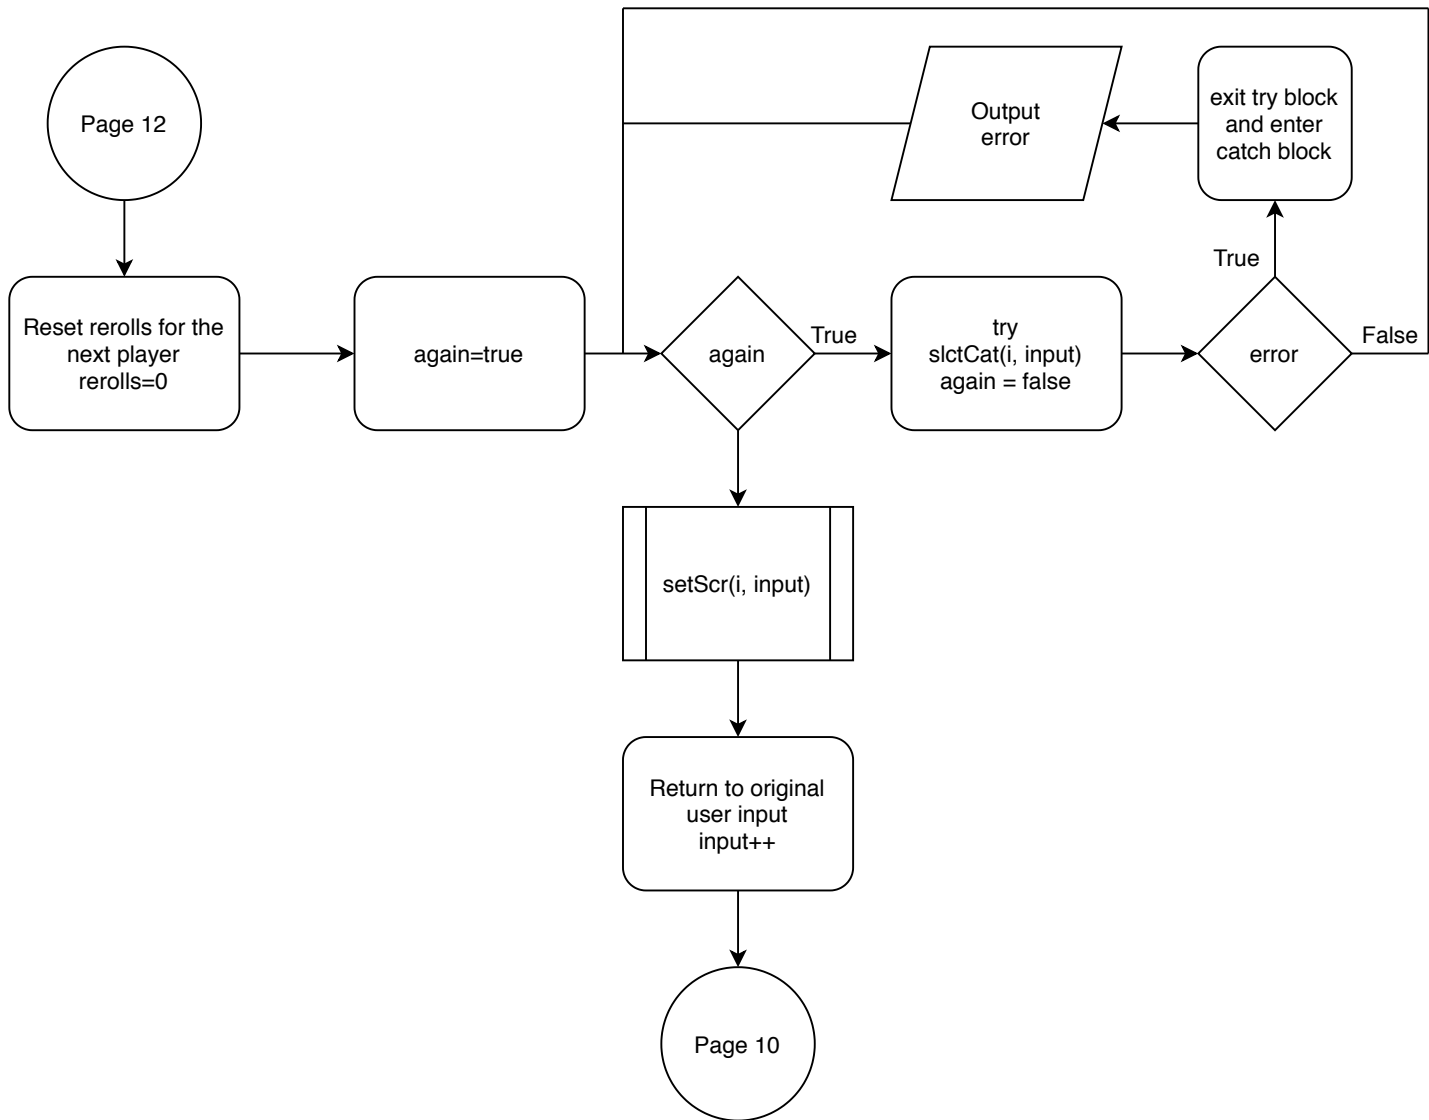 Page 12
Output
error
exit try block
and enter
catch block
True
Reset rerolls for the
next player
rerolls=0
again=true
again
True
try
slctCat(i, input)
again = false
error
False
setScr(i, input)
Return to original
user input
input++
Page 10